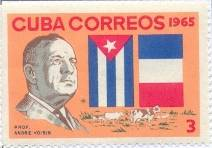 CUBA CORREOS 1965
PROF.
ANDRE VOISIN
3